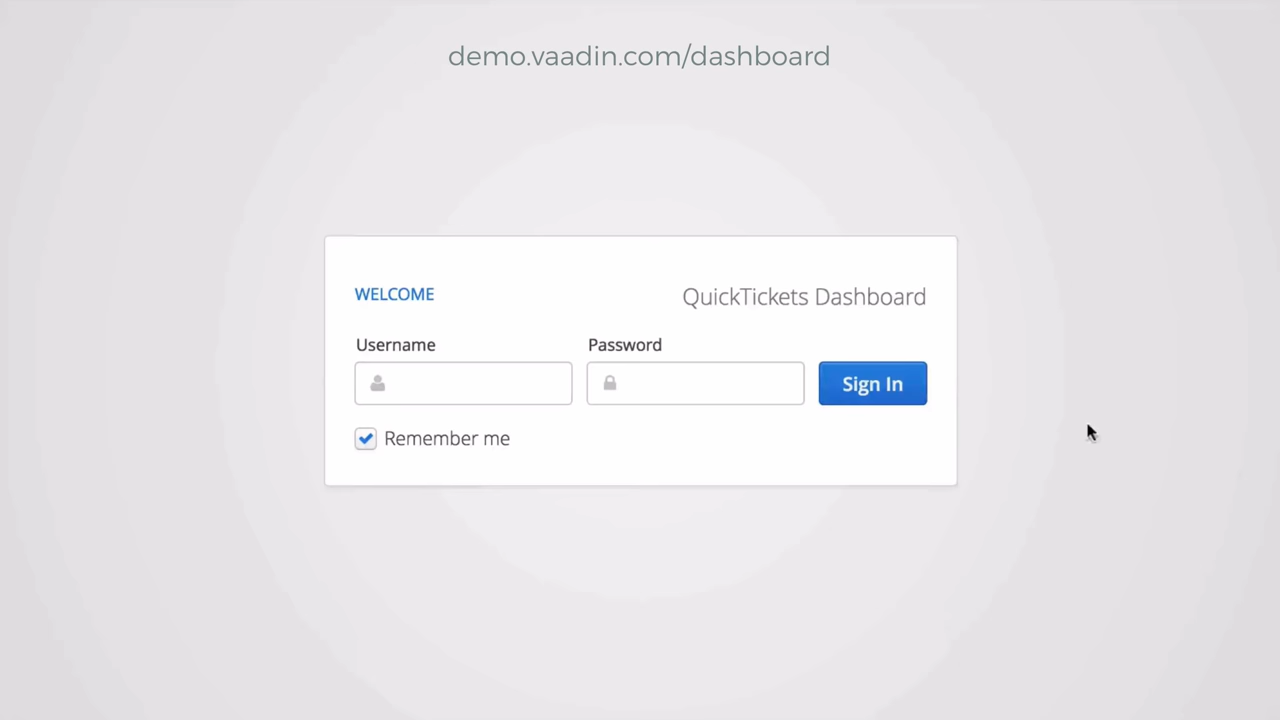 demo.vaadin.com/dashboard
WELCOME
QuickTickets Dashboard
Username
Password
Sign In
Remember me